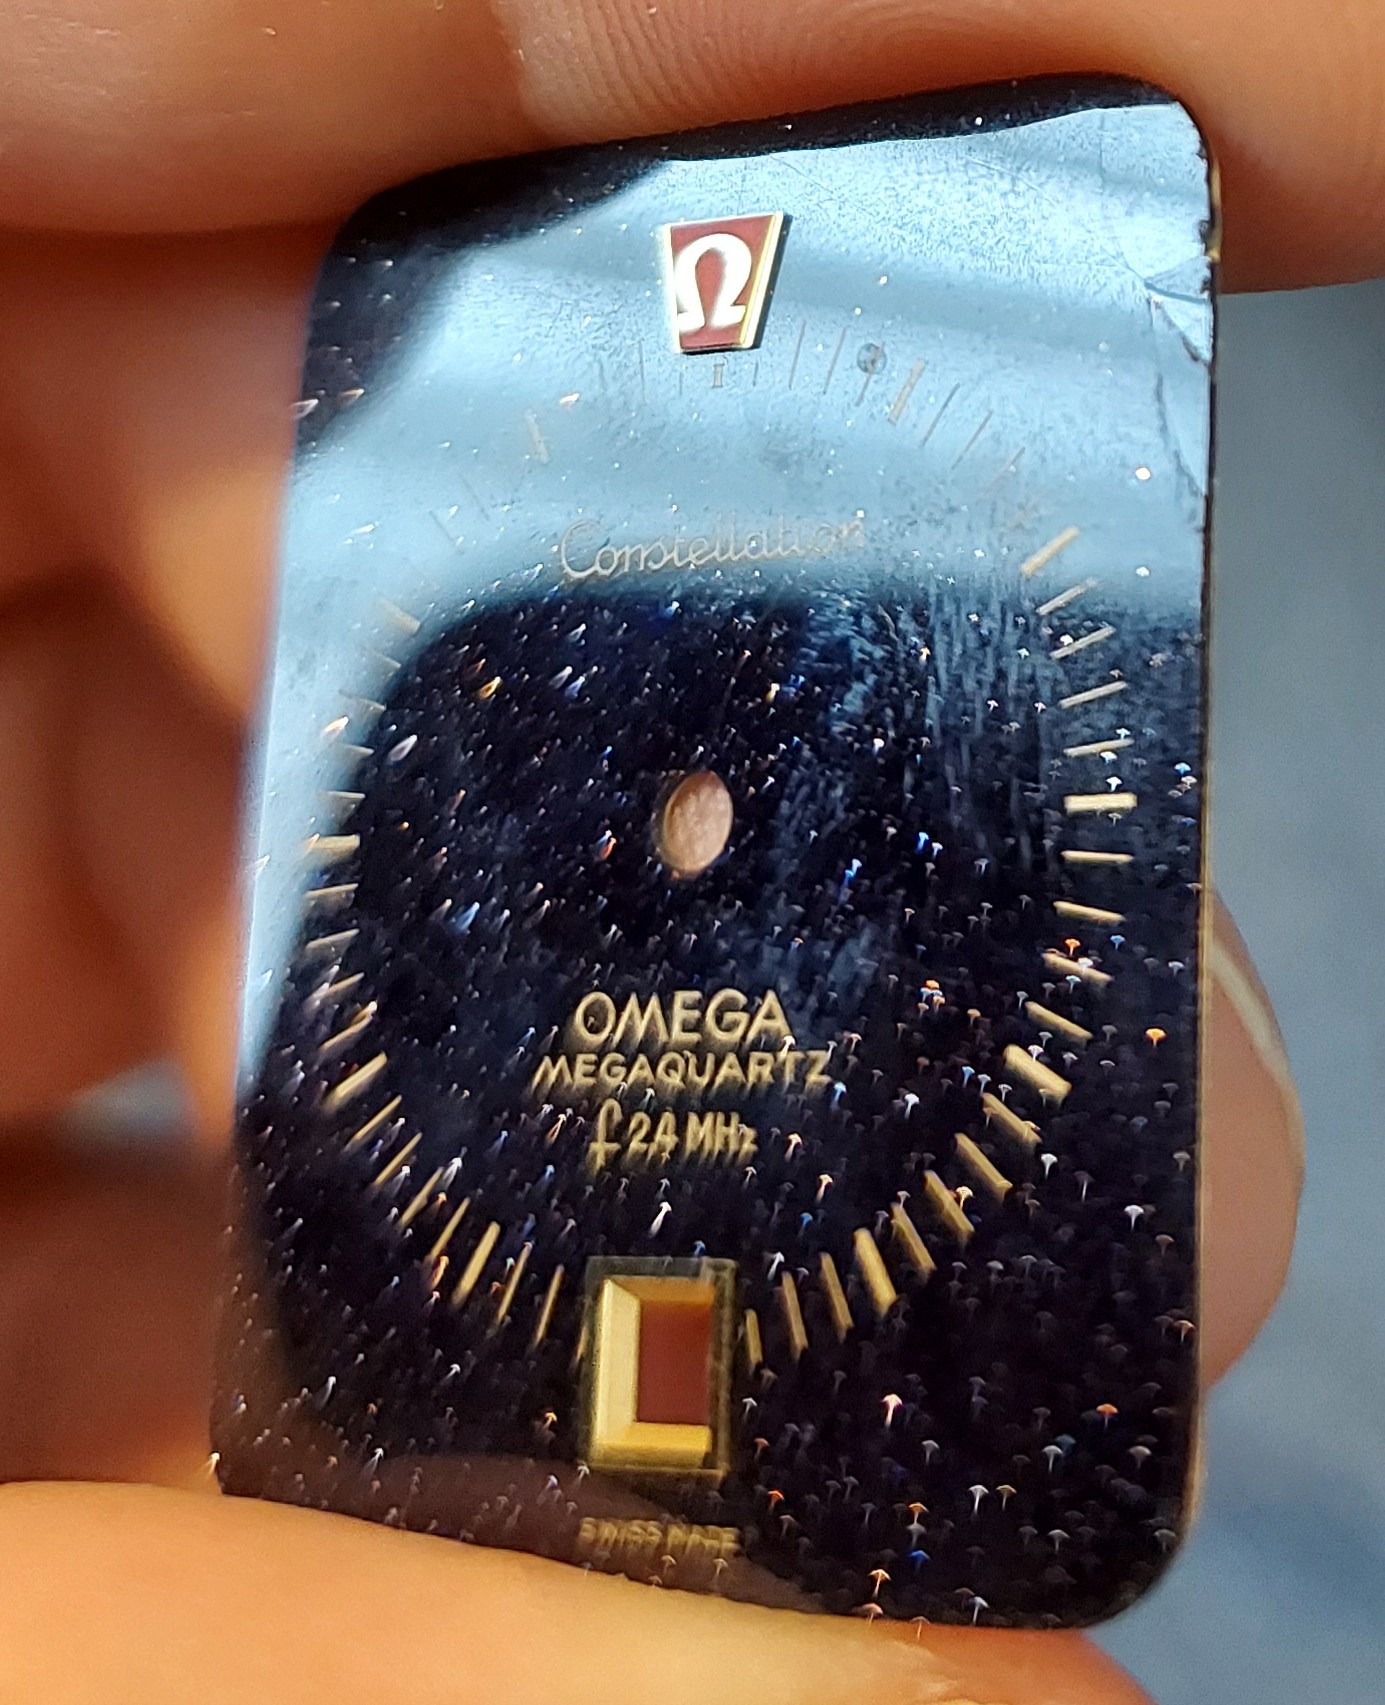 Ω
Constellation
OMEGA
MEGAQUARTZ
f 2.4 MHz
SWISS MADE